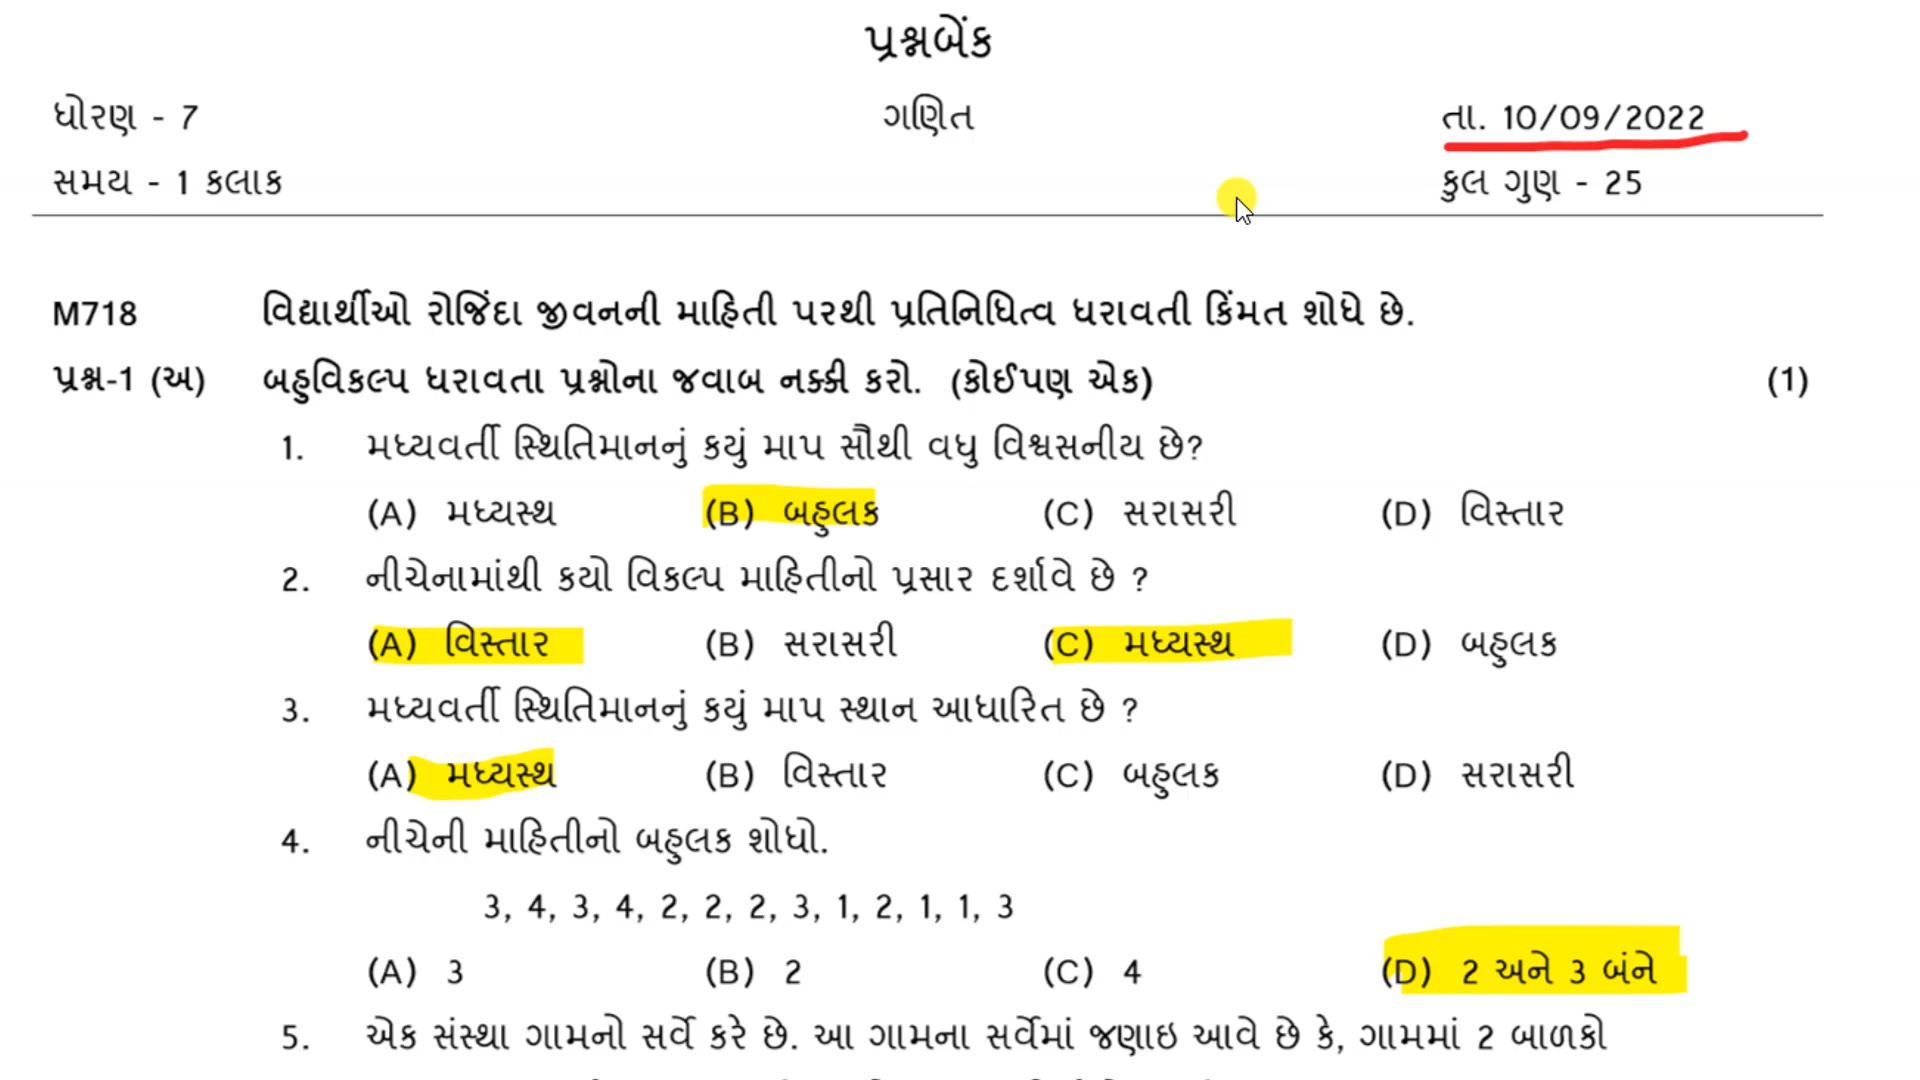 પ્રશ્નબેંક
ધોરણ - 7 ગણિત તા. 10/09/2022
સમય - 1 કલાક કુલ ગુણ - 25
M718 વિદ્યાર્થીઓ રોજિંદા જીવનની માહિતી પરથી પ્રતિનિધિત્વ ધરાવતી કિંમત શોધે છે.
પ્રશ્ન-1 (અ) બહુવિકલ્પ ધરાવતા પ્રશ્નોના જવાબ નક્કી કરો. (કોઈપણ એક) (1)
1. મધ્યવર્તી સ્થિતિમાનનું કયું માપ સૌથી વધુ વિશ્વસનીય છે?
(A) મધ્યસ્થ (B) બહુલક (C) સરાસરી (D) વિસ્તાર
2. નીચેનામાંથી કયો વિકલ્પ માહિતીનો પ્રસાર દર્શાવે છે ?
(A) વિસ્તાર (B) સરાસરી (C) મધ્યસ્થ (D) બહુલક
3. મધ્યવર્તી સ્થિતિમાનનું કયું માપ સ્થાન આધારિત છે ?
(A) મધ્યસ્થ (B) વિસ્તાર (C) બહુલક (D) સરાસરી
4. નીચેની માહિતીનો બહુલક શોધો.
3, 4, 3, 4, 2, 2, 2, 3, 1, 2, 1, 1, 3
(A) 3 (B) 2 (C) 4 (D) 2 અને 3 બંને
5. એક સંસ્થા ગામનો સર્વે કરે છે. આ ગામના સર્વેમાં જણાઇ આવે છે કે, ગામમાં 2 બાળકો